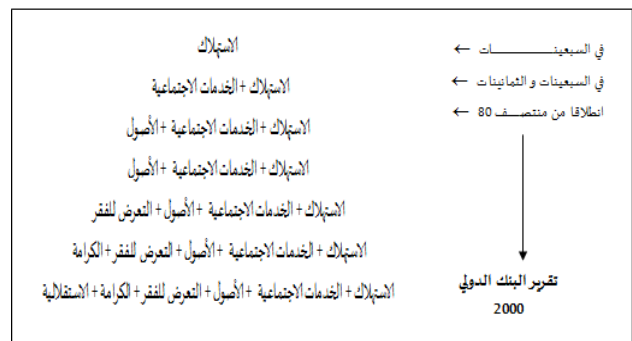 في السبعينــــــــات ← الاستهلاك
في السبعينات و الثمانينات ← الاستهلاك + الخدمات الاجتماعية
انطلاقا من منتصــف 80 ← الاستهلاك + الخدمات الاجتماعية + الأصول
الاستهلاك + الخدمات الاجتماعية + الأصول
الاستهلاك + الخدمات الاجتماعية + الأصول + التعرض للفقر
الاستهلاك + الخدمات الاجتماعية + الأصول + التعرض للفقر + الكرامة
تقرير البنك الدولي
الاستهلاك + الخدمات الاجتماعية + الأصول + التعرض للفقر + الكرامة + الاستقلالية
2000